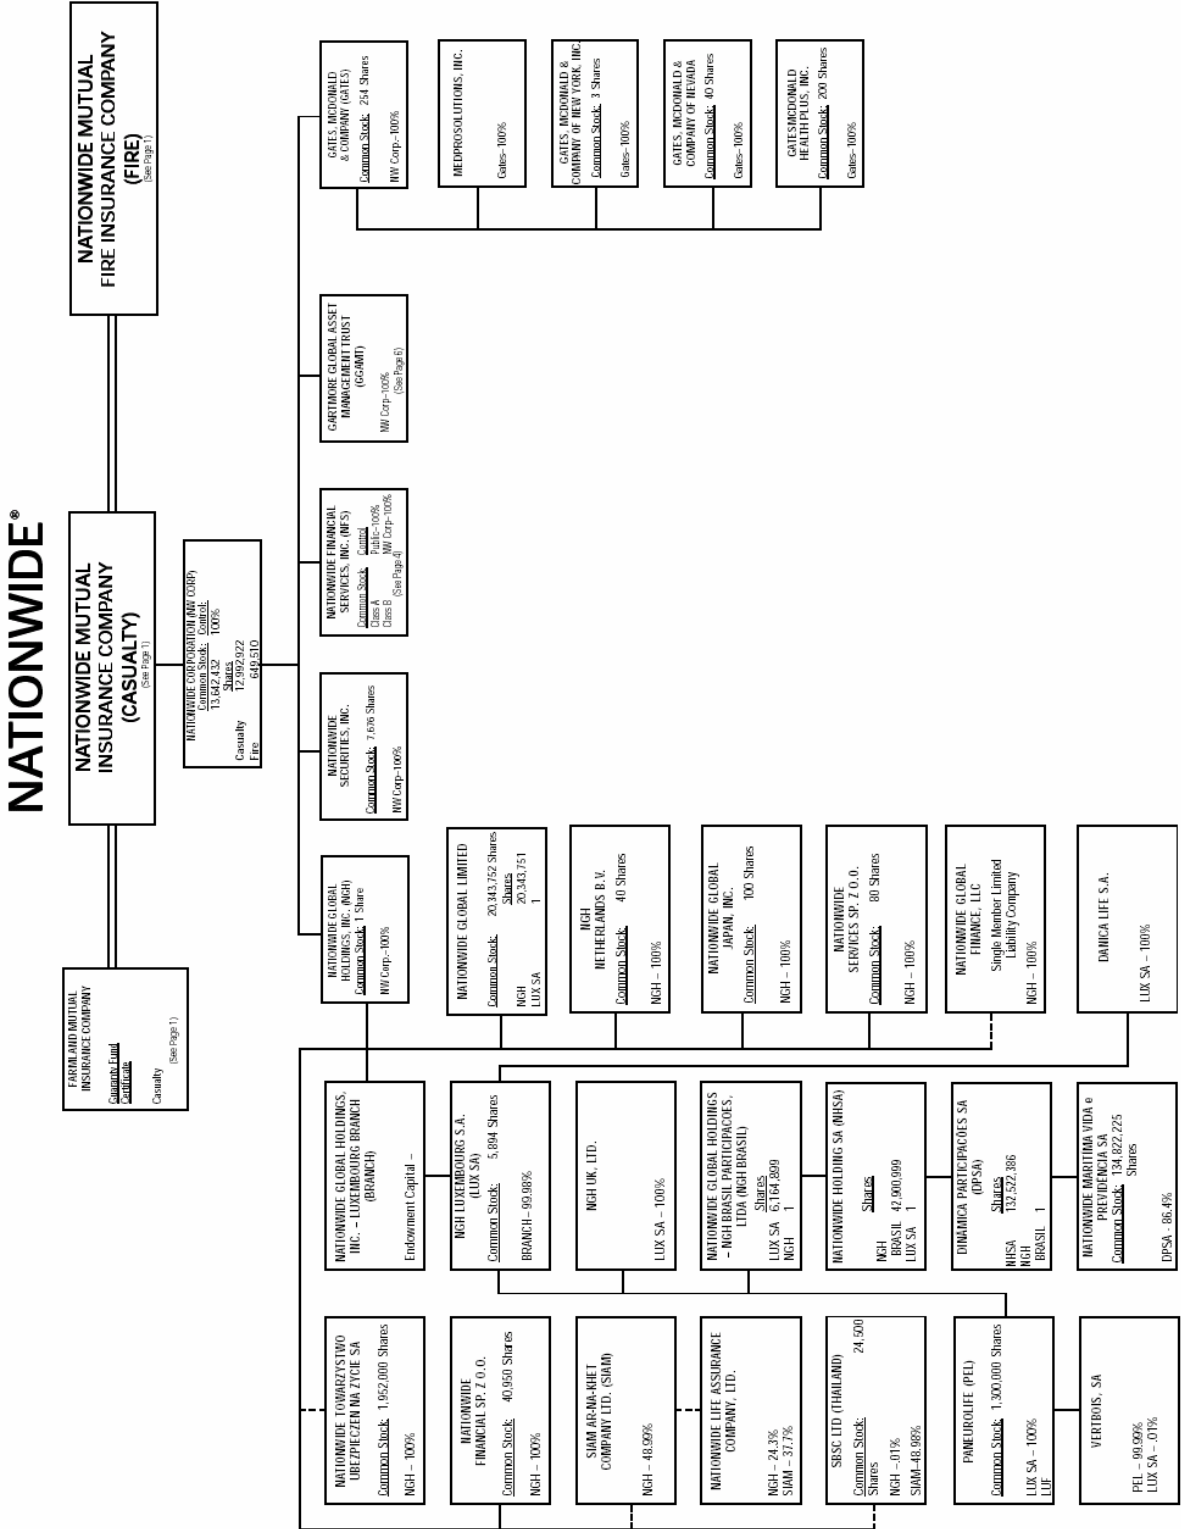 NATIONWIDE®
FARMLAND MUTUAL
INSURANCE COMPANY
Guaranty Fund
Certificate
Casualty
(See Page 1)
NATIONWIDE MUTUAL
INSURANCE COMPANY
(CASUALTY)
(See Page 1)
NATIONWIDE MUTUAL
FIRE INSURANCE COMPANY
(FIRE)
(See Page 1)
NATIONWIDE CORPORATION (NW CORP)
Common Stock: Control:
13,642,432 100%
Shares
Casualty 12,992,922
Fire 649,510
NATIONWIDE GLOBAL
HOLDINGS, INC. (NGH)
Common Stock: 1 Share
NW Corp.–100%
NATIONWIDE
SECURITIES, INC.
Common Stock: 7,676 Shares
NW Corp–100%
NATIONWIDE FINANCIAL
SERVICES, INC. (NFS)
Common Stock: Control
Class A Public–100%
Class B NW Corp–100%
(See Page 4)
GARTMORE GLOBAL ASSET
MANAGEMENT TRUST
(GGAMT)
NW Corp–100%
(See Page 6)
GATES, MCDONALD
& COMPANY (GATES)
Common Stock: 254 Shares
NW Corp.–100%
MEDPROSOLUTIONS, INC.
Gates–100%
GATES, MCDONALD &
COMPANY OF NEW YORK, INC.
Common Stock: 3 Shares
Gates–100%
GATES, MCDONALD &
COMPANY OF NEVADA
Common Stock: 40 Shares
Gates–100%
GATESMCDONALD
HEALTH PLUS, INC.
Common Stock: 200 Shares
Gates–100%
NATIONWIDE TOWARZYSTWO
UBEZPIECZEN NA ZYCIE SA
Common Stock: 1,952,000 Shares
NGH – 100%
NATIONWIDE GLOBAL HOLDINGS,
INC. – LUXEMBOURG BRANCH
(BRANCH)
Endowment Capital –
NATIONWIDE GLOBAL LIMITED
Common Stock: 20,343,752 Shares
Shares
NGH 20,343,751
LUX SA 1
NATIONWIDE
FINANCIAL SP. Z O.O.
Common Stock: 40,950 Shares
NGH – 100%
NGH LUXEMBOURG S.A.
(LUX SA)
Common Stock: 5,894 Shares
BRANCH – 99.98%
NGH
NETHERLANDS B.V.
Common Stock: 40 Shares
NGH – 100%
SIAM AR-NA-KHET
COMPANY LTD. (SIAM)
NGH – 48.99%
NGH UK, LTD.
LUX SA – 100%
NATIONWIDE GLOBAL
JAPAN, INC.
Common Stock: 100 Shares
NGH – 100%
NATIONWIDE LIFE ASSURANCE
COMPANY, LTD.
NGH – 24.3%
SIAM – 37.7%
NATIONWIDE GLOBAL HOLDINGS
– NGH BRASIL PARTICIPACOES,
LTDA (NGH BRASIL)
Shares
LUX SA 6,164,899
NGH 1
NATIONWIDE
SERVICES SP. Z O.O.
Common Stock: 80 Shares
NGH – 100%
SBSC LTD (THAILAND)
Common Stock: 24,500
Shares
NGH –.01%
SIAM–48.98%
NATIONWIDE HOLDING SA (NHSA)
Shares
NGH
BRASIL 42,900,999
LUX SA 1
NATIONWIDE GLOBAL
FINANCE, LLC
Single Member Limited
Liability Company
NGH – 100%
PANEUROLIFE (PEL)
Common Stock: 1,300,000 Shares
LUX SA – 100%
LUF
DINAMICA PARTICIPACÕES SA
(DPSA)
Shares
NHSA 132,522,386
NGH
BRASIL 1
DANICA LIFE S.A.
LUX SA – 100%
VERTBOIS, SA
PEL – 99.99%
LUX SA – .01%
NATIONWIDE MARITIMA VIDA e
PREVIDENCIA SA
Common Stock: 134,822,225
Shares
DPSA - 86.4%